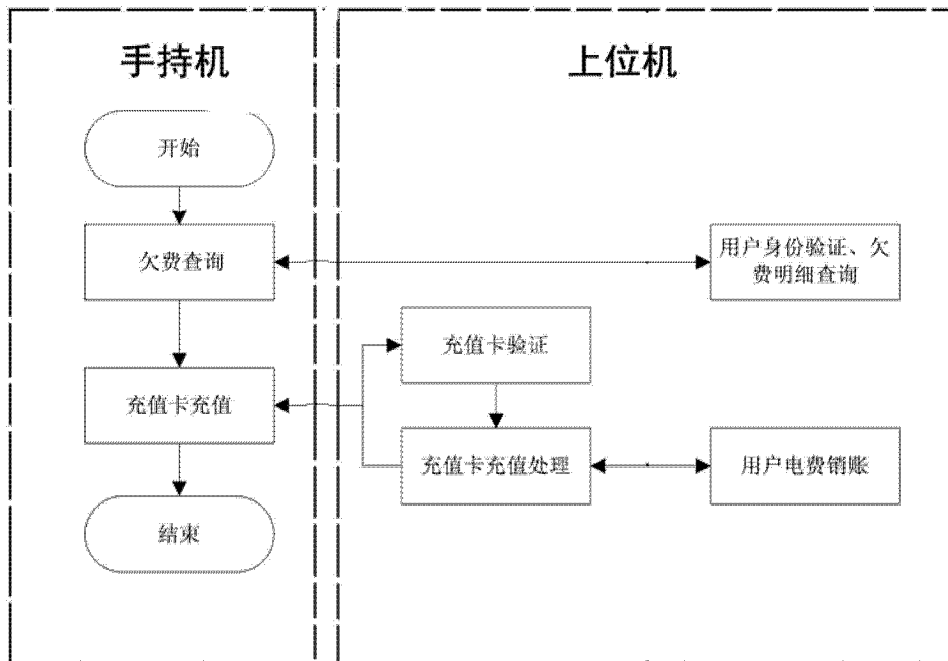 手持机
上位机
开始
欠费查询
用户身份验证、欠
费明细查询
充值卡验证
充值卡充值
充值卡充值处理
用户电费销账
结束